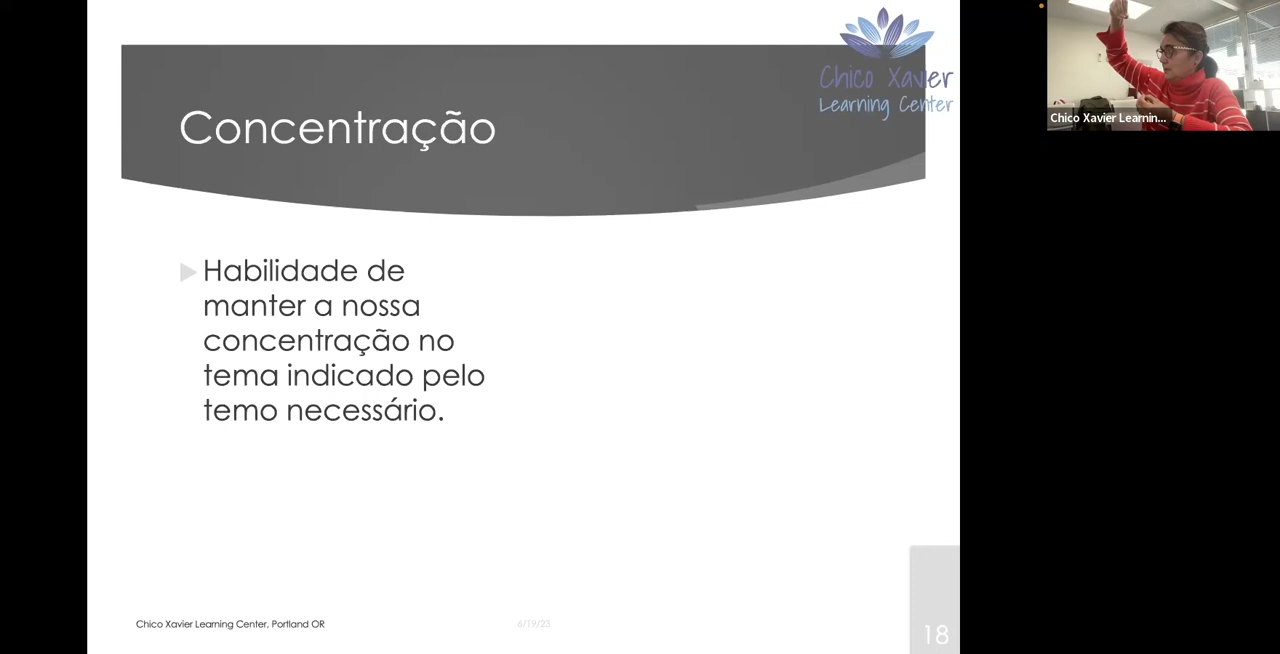 Chico Xavier
Learning Center
Concentração
Habilidade de
manter a nossa
concentração no
tema indicado pelo
temo necessário.
Chico Xavier Learning Center, Portland OR
6/19/23
18
Chico Xavier Learnin...